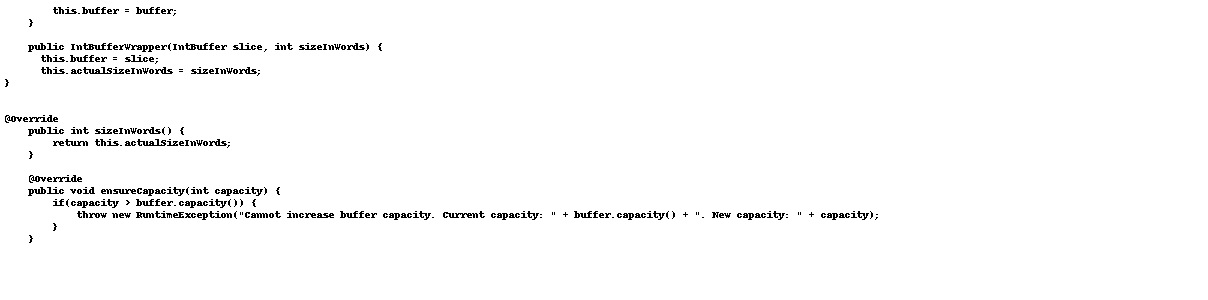 this.buffer = buffer;
    }

    public IntBufferWrapper(IntBuffer slice, int sizeInWords) {
      this.buffer = slice;
      this.actualSizeInWords = sizeInWords;
}


@Override
    public int sizeInWords() {
        return this.actualSizeInWords;
    }

    @Override
    public void ensureCapacity(int capacity) {
        if(capacity > buffer.capacity()) {
            throw new RuntimeException("Cannot increase buffer capacity. Current capacity: " + buffer.capacity() + ". New capacity: " + capacity);
        }
    }